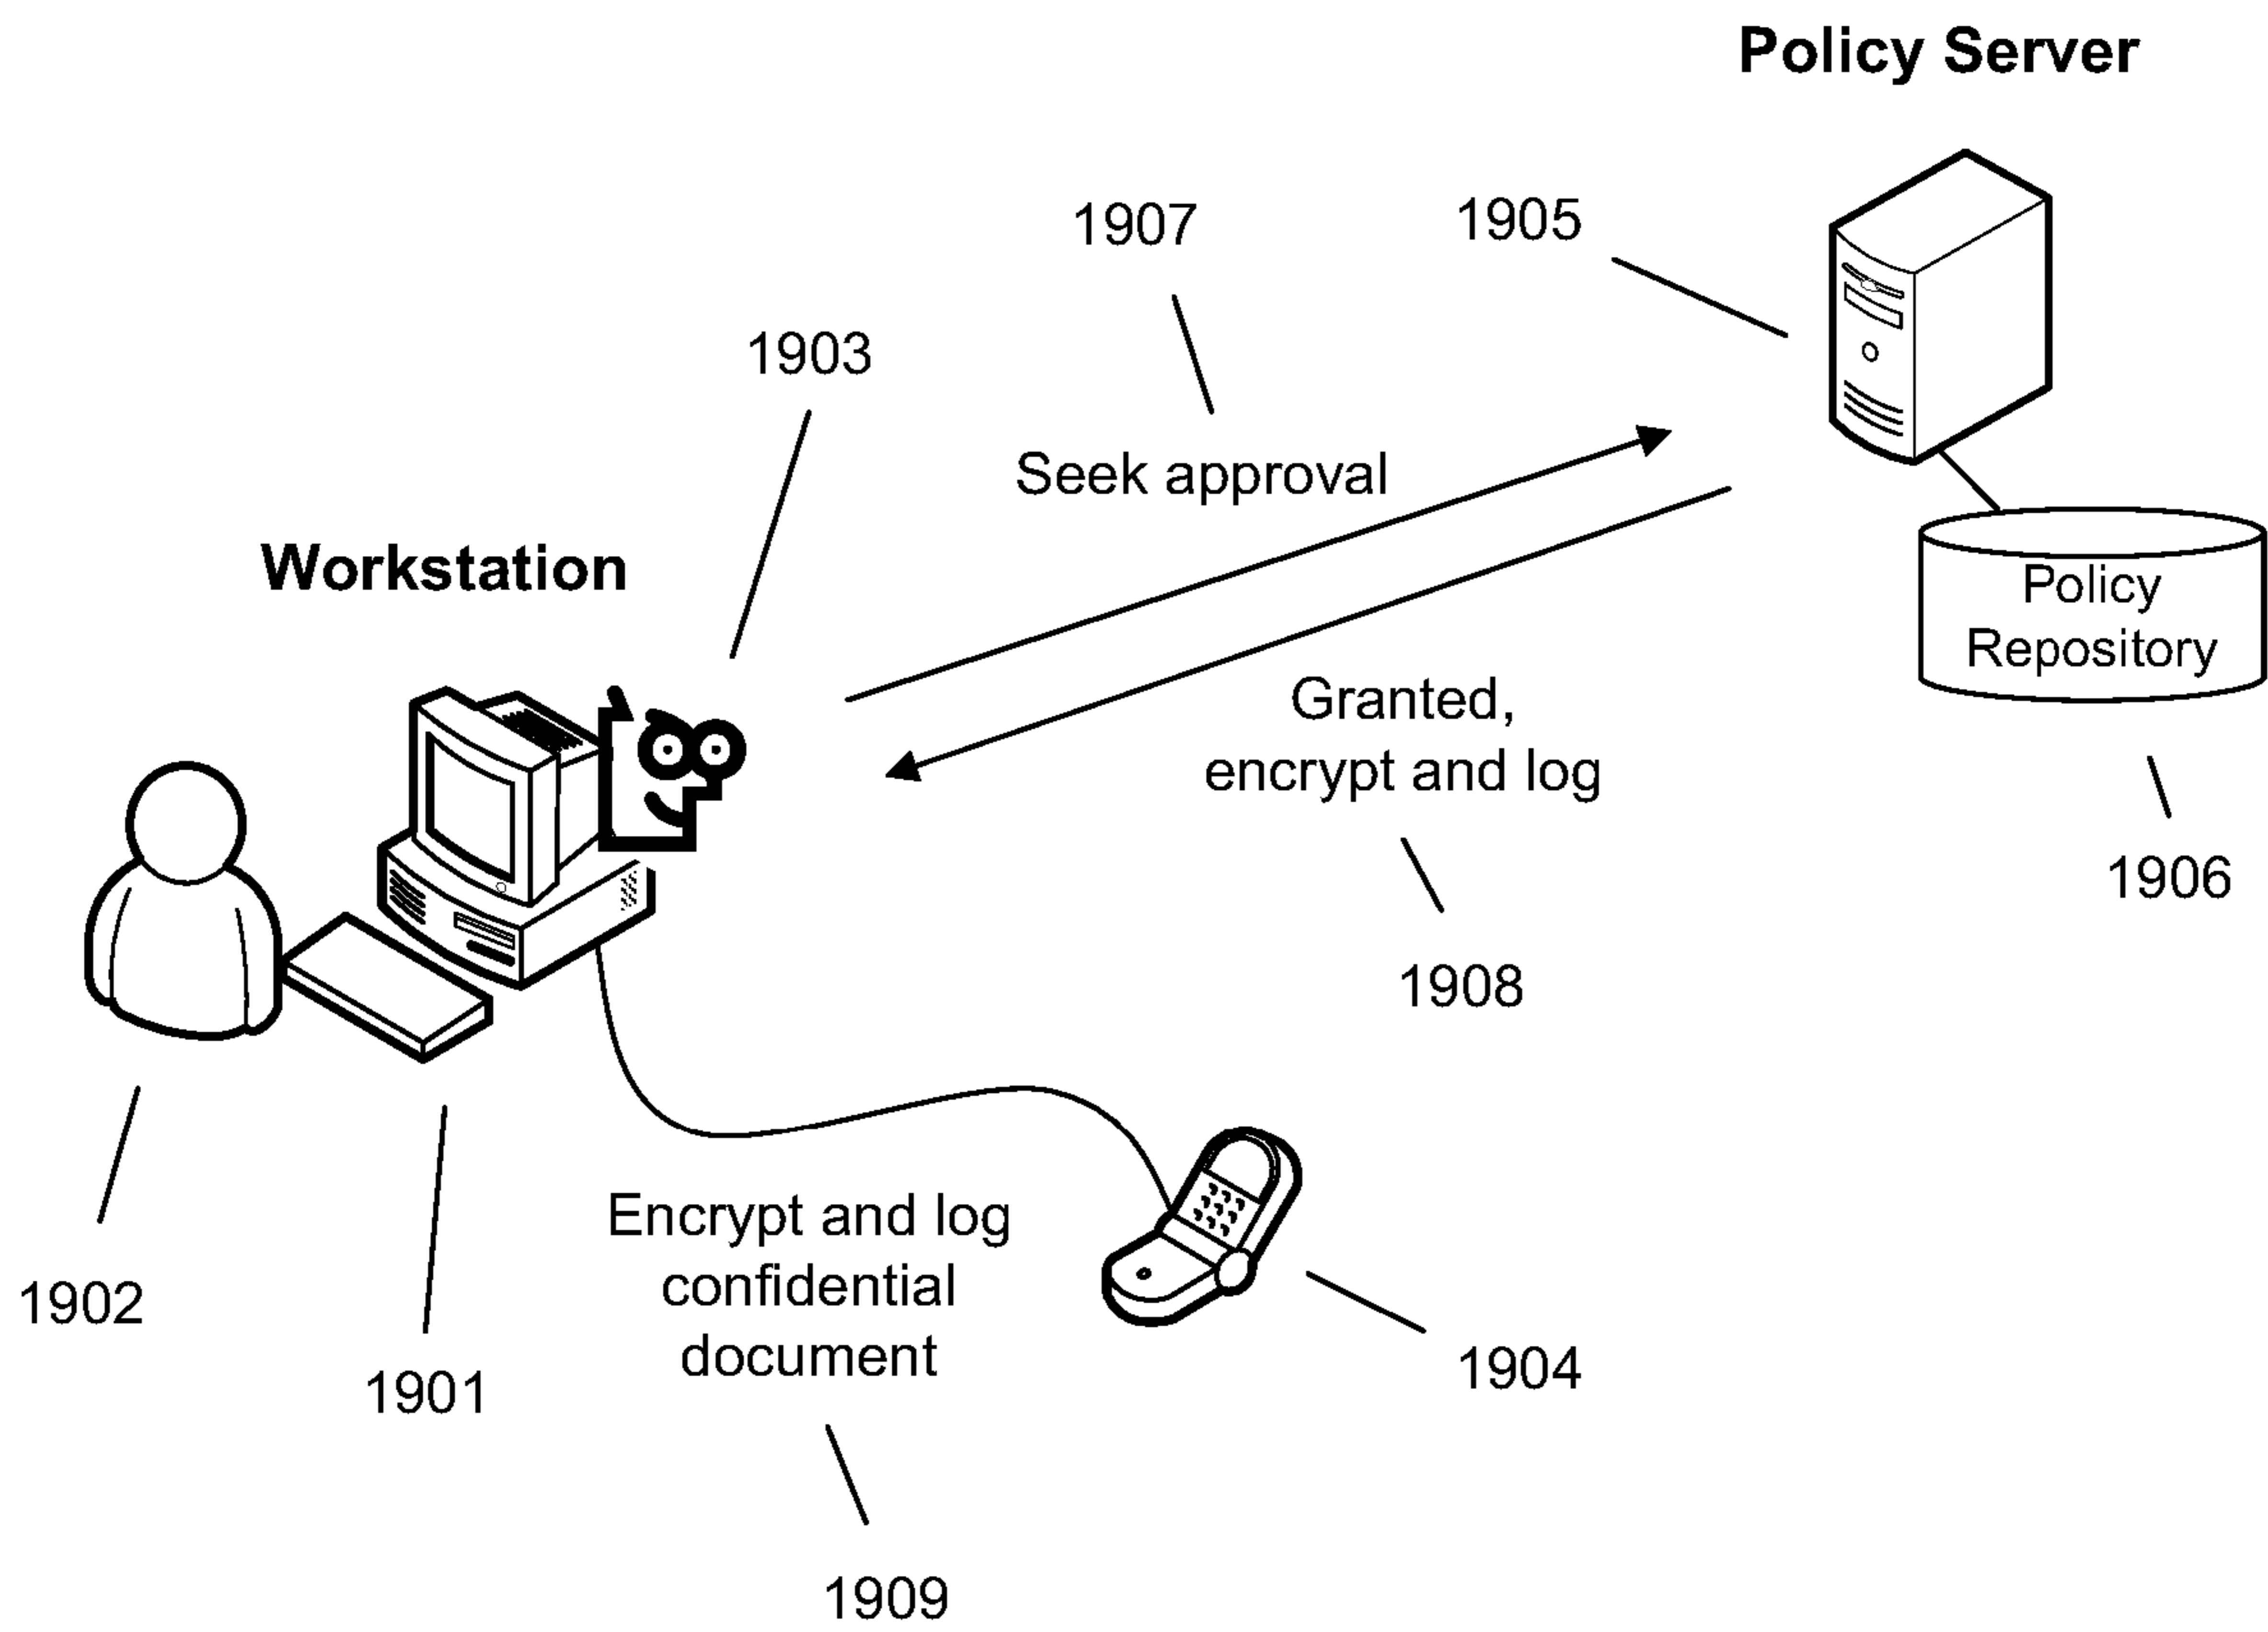 Policy Server
1907
1905
1903
Seek approval
Workstation
Policy
Repository
Granted,
encrypt and log
1906
1908
Encrypt and log
confidential
document
1902
1901
1904
1909